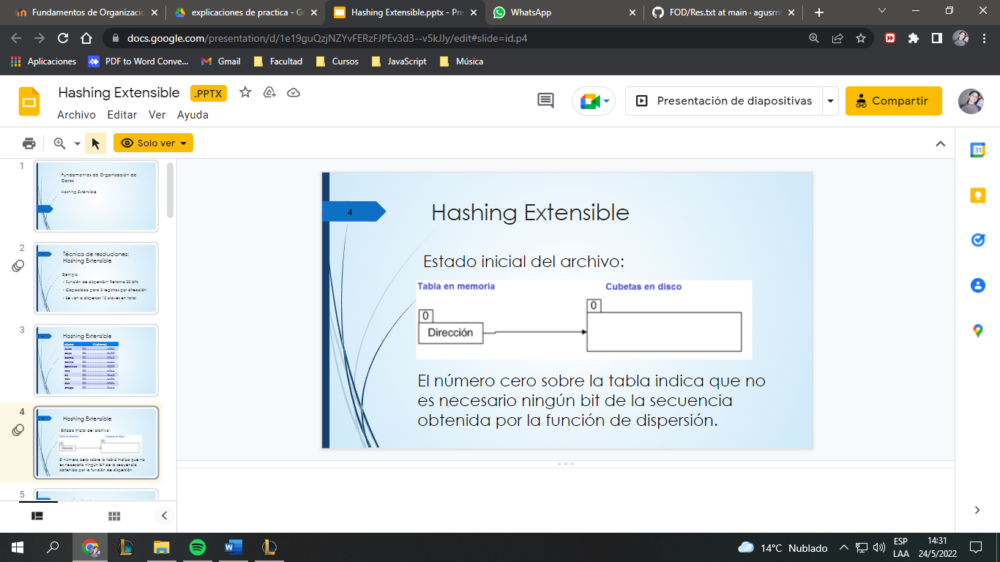 Fundamentos de Organizació
explicaciones de practica - Go
Hashing Extensible.pptx - Pre
WhatsApp
FOD/Res.txt at main · agusrnf
docs.google.com/presentation/d/1e19guQzjNZYvFERzFJPEv3d3--v5kJJy/edit#slide=id.p4
Aplicaciones
PDF to Word Conve...
Gmail
Facultad
Cursos
JavaScript
Música
Hashing Extensible
.PPTX
Archivo Editar Ver Ayuda
Presentación de diapositivas
Compartir
Solo ver
31
1
Fundamentos de Organización de
Datos
Hashing Extensible
2
Técnica de resoluciones:
Hashing Extensible
Ejemplo:
Función de dispersión: Retorna 32 bits
Capacidad para 2 registros por dirección
Se van a dispersar 10 claves en total
3
Hashing Extensible
4
Hashing Extensible
Estado inicial del archivo:
Tabla en memoria
Cubetas en disco
0
Dirección
0
El número cero sobre la tabla indica que no
es necesario ningún bit de la secuencia
obtenida por la función de dispersión.
5
4
Hashing Extensible
Estado inicial del archivo:
Tabla en memoria
Cubetas en disco
0
0
Dirección
El número cero sobre la tabla indica que no
es necesario ningún bit de la secuencia
obtenida por la función de dispersión.
14°C Nublado
ESP
LAA
14:31
24/5/2022